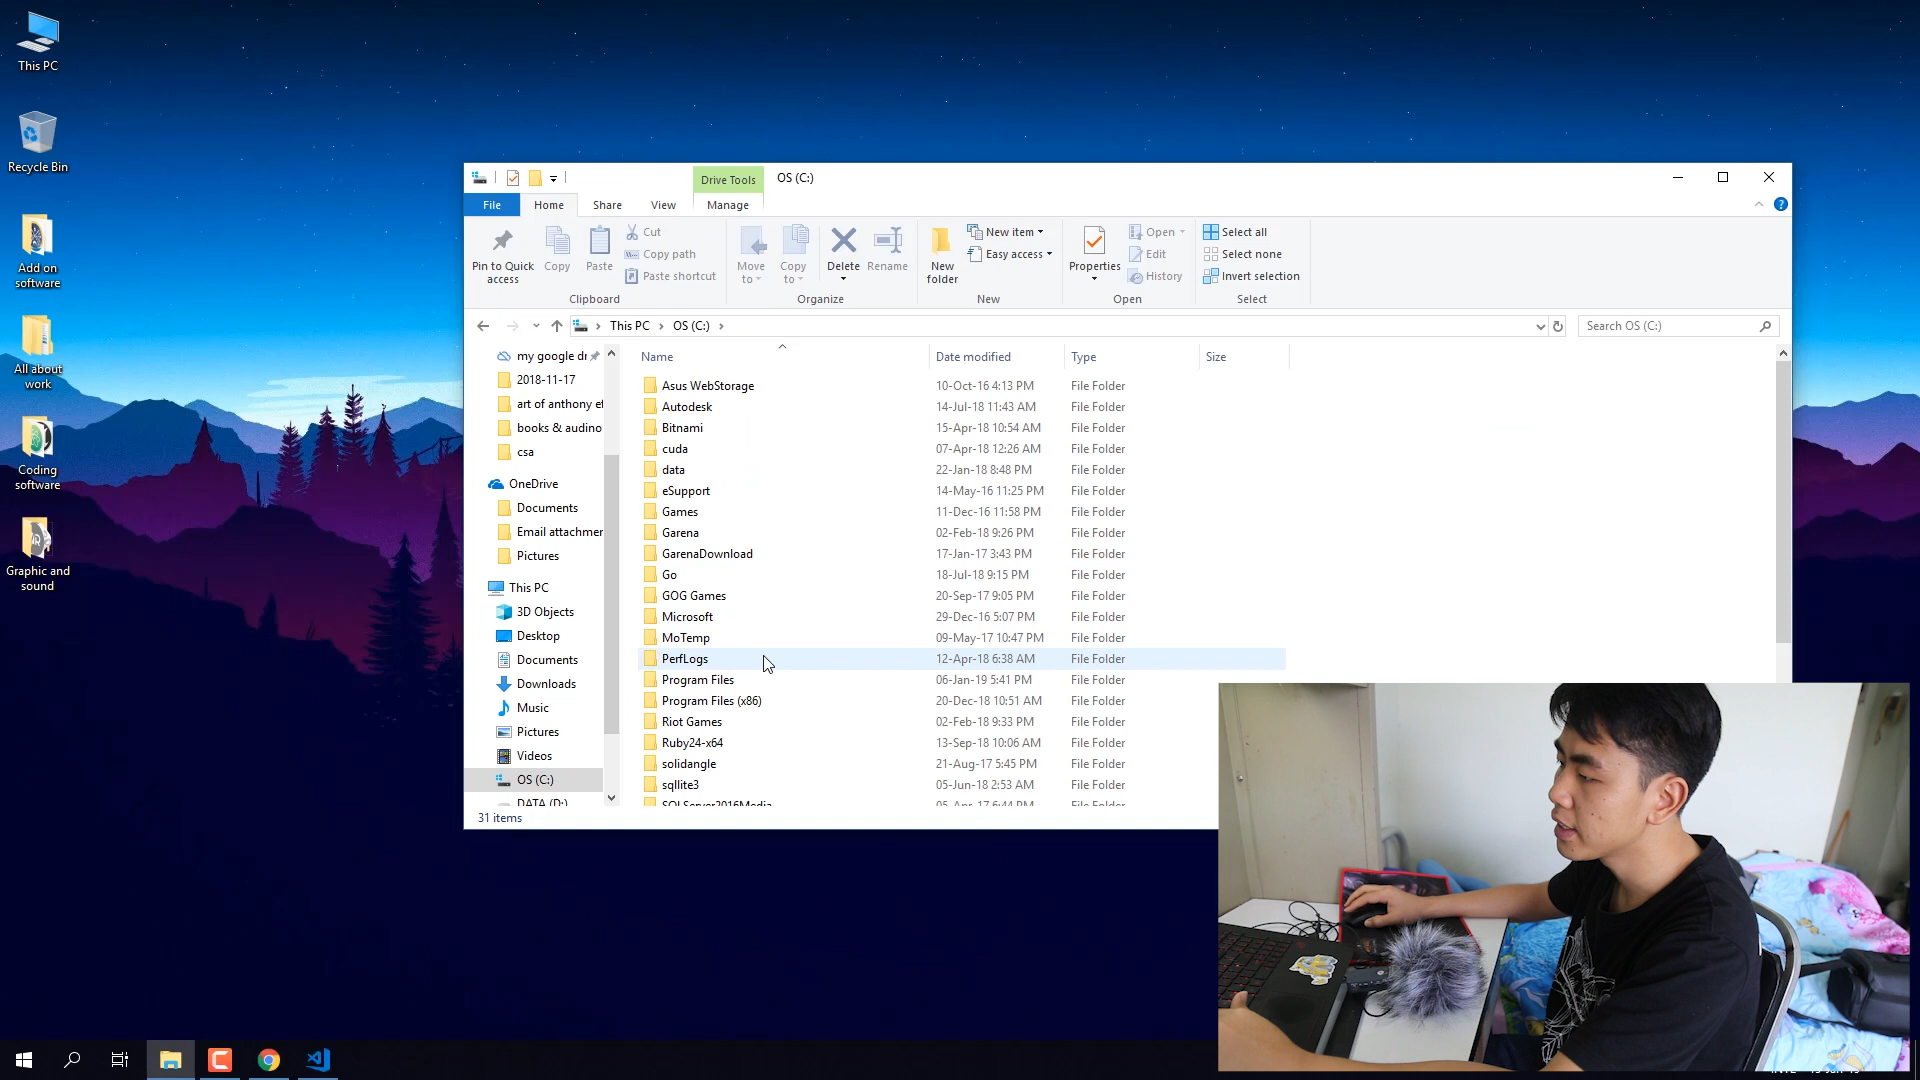 This PC
Recycle Bin
Add on
software
All about
work
Coding
software
Graphic and
sound
Drive Tools
OS (C:)
File
Home
Share
View
Manage
Pin to Quick
access
Copy
Paste
Cut
Copy path
Paste shortcut
Clipboard
Move
to
Copy
to
Delete
Rename
Organize
New
folder
New item
Easy access
New
Properties
Open
Edit
History
Open
Select all
Select none
Invert selection
Select
This PC > OS (C:) >
Search OS (C:)
my google dr
2018-11-17
art of anthony ef
books & audino
csa
OneDrive
Documents
Email attachmer
Pictures
This PC
3D Objects
Desktop
Documents
Downloads
Music
Pictures
Videos
OS (C:)
DATA (D:)
Name Date modified Type Size
Asus WebStorage 10-Oct-16 4:13 PM File Folder
Autodesk 14-Jul-18 11:43 AM File Folder
Bitnami 15-Apr-18 10:54 AM File Folder
cuda 07-Apr-18 12:26 AM File Folder
data 22-Jan-18 8:48 PM File Folder
eSupport 14-May-16 11:25 PM File Folder
Games 11-Dec-16 11:58 PM File Folder
Garena 02-Feb-18 9:26 PM File Folder
GarenaDownload 17-Jan-17 3:43 PM File Folder
Go 18-Jul-18 9:15 PM File Folder
GOG Games 20-Sep-17 9:05 PM File Folder
Microsoft 29-Dec-16 5:07 PM File Folder
MoTemp 09-May-17 10:47 PM File Folder
PerfLogs 12-Apr-18 6:38 AM File Folder
Program Files 06-Jan-19 5:41 PM File Folder
Program Files (x86) 20-Dec-18 10:51 AM File Folder
Riot Games 02-Feb-18 9:33 PM File Folder
Ruby24-x64 13-Sep-18 10:06 AM File Folder
solidangle 21-Aug-17 5:45 PM File Folder
sqllite3 05-Jun-18 2:53 AM File Folder
SQLServer2016Media 05-Apr-17 6:44 PM File Folder
31 items